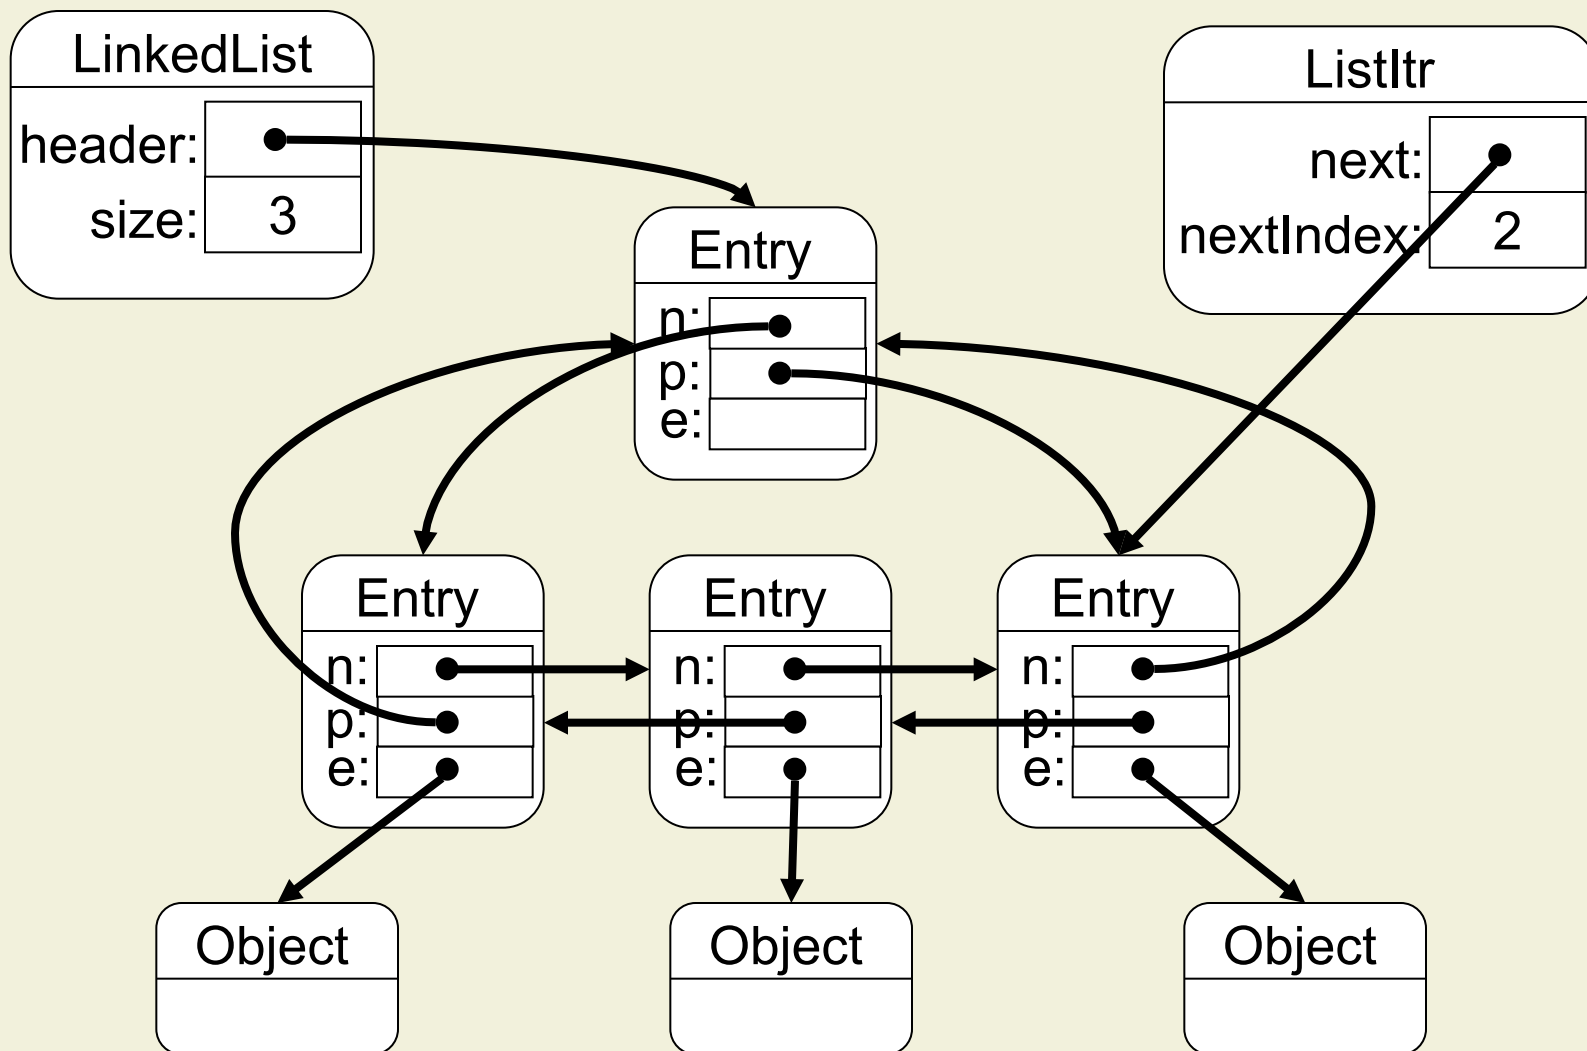 LinkedList
header:
size: 3
ListItr
next:
nextIndex: 2
Entry
n:
p:
e:
Entry
n:
p:
e:
Entry
n:
p:
e:
Entry
n:
p:
e:
Object
Object
Object